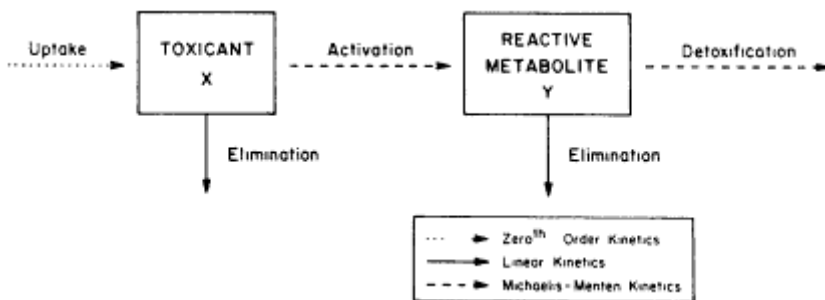 Uptake
TOXICANT
X
Activation
REACTIVE
METABOLITE
Y
Detoxification
Elimination
Elimination
Zeroth Order Kinetics
Linear Kinetics
Michaelis-Menten Kinetics